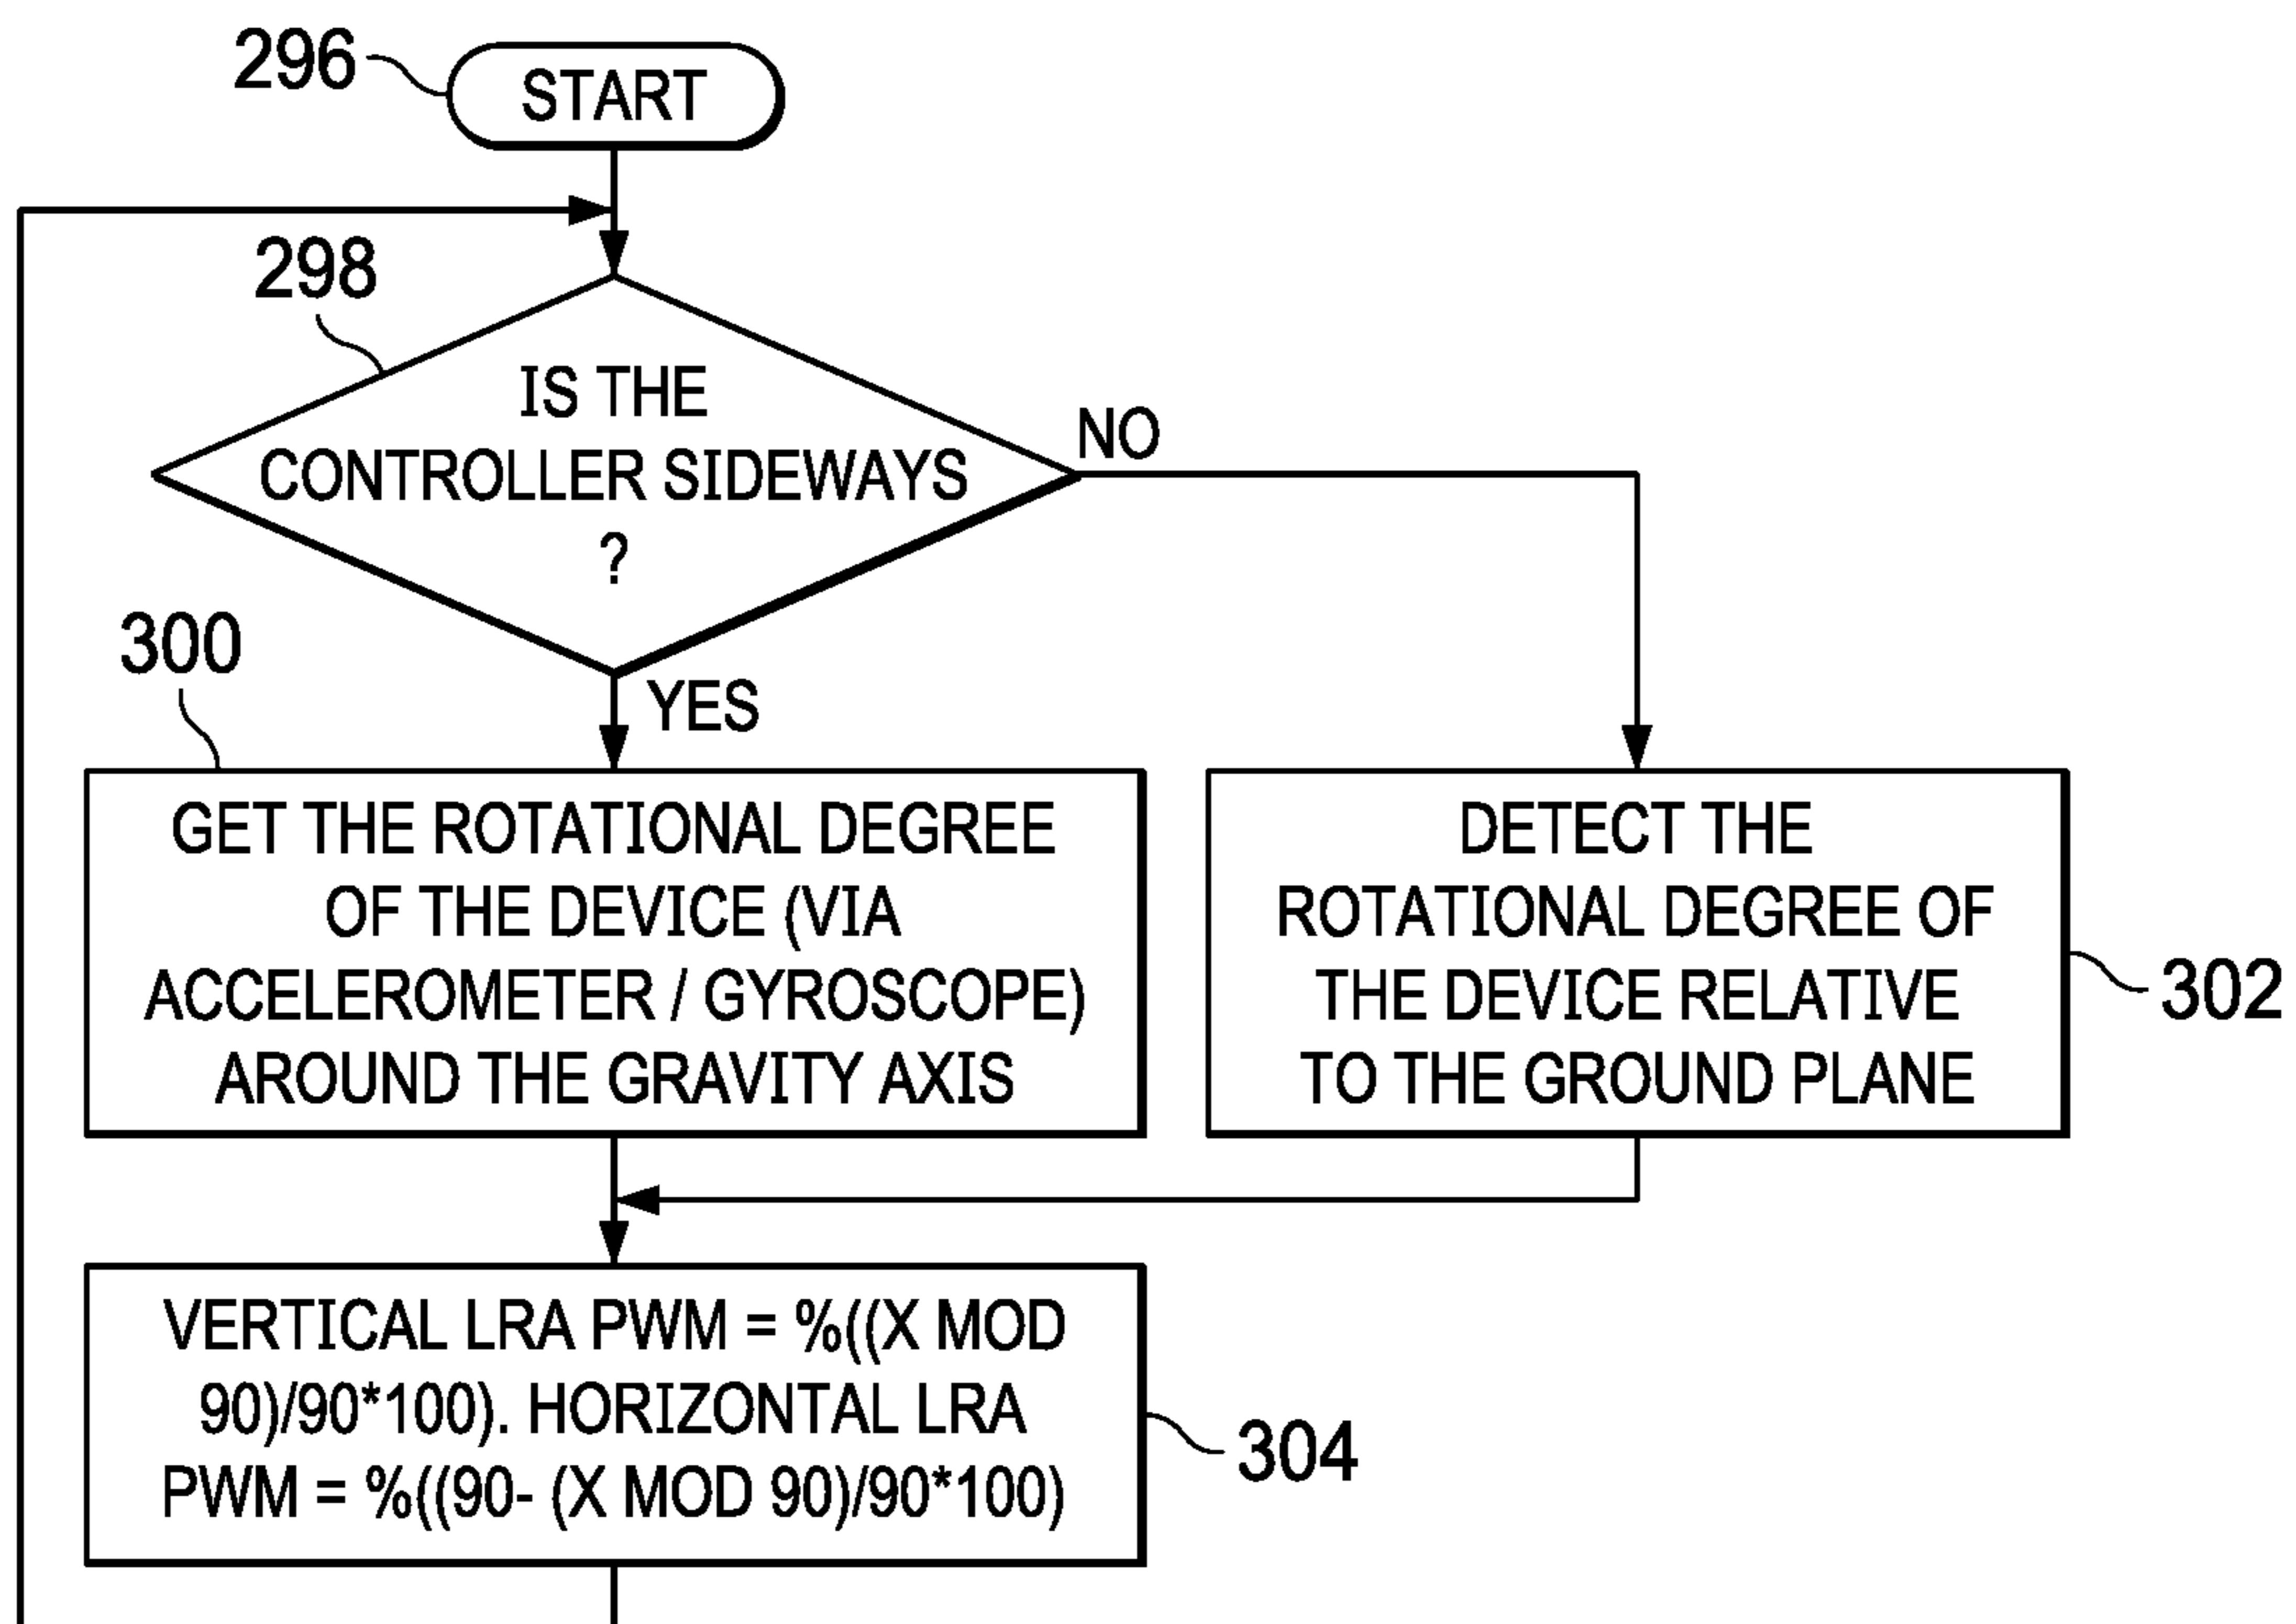 296
START
298
IS THE
CONTROLLER SIDEWAYS
?
NO
YES
300
GET THE ROTATIONAL DEGREE
OF THE DEVICE (VIA
ACCELEROMETER / GYROSCOPE)
AROUND THE GRAVITY AXIS
DETECT THE
ROTATIONAL DEGREE OF
THE DEVICE RELATIVE
TO THE GROUND PLANE
302
VERTICAL LRA PWM = %((X MOD
90)/90*100). HORIZONTAL LRA
PWM = %((90- (X MOD 90)/90*100)
304